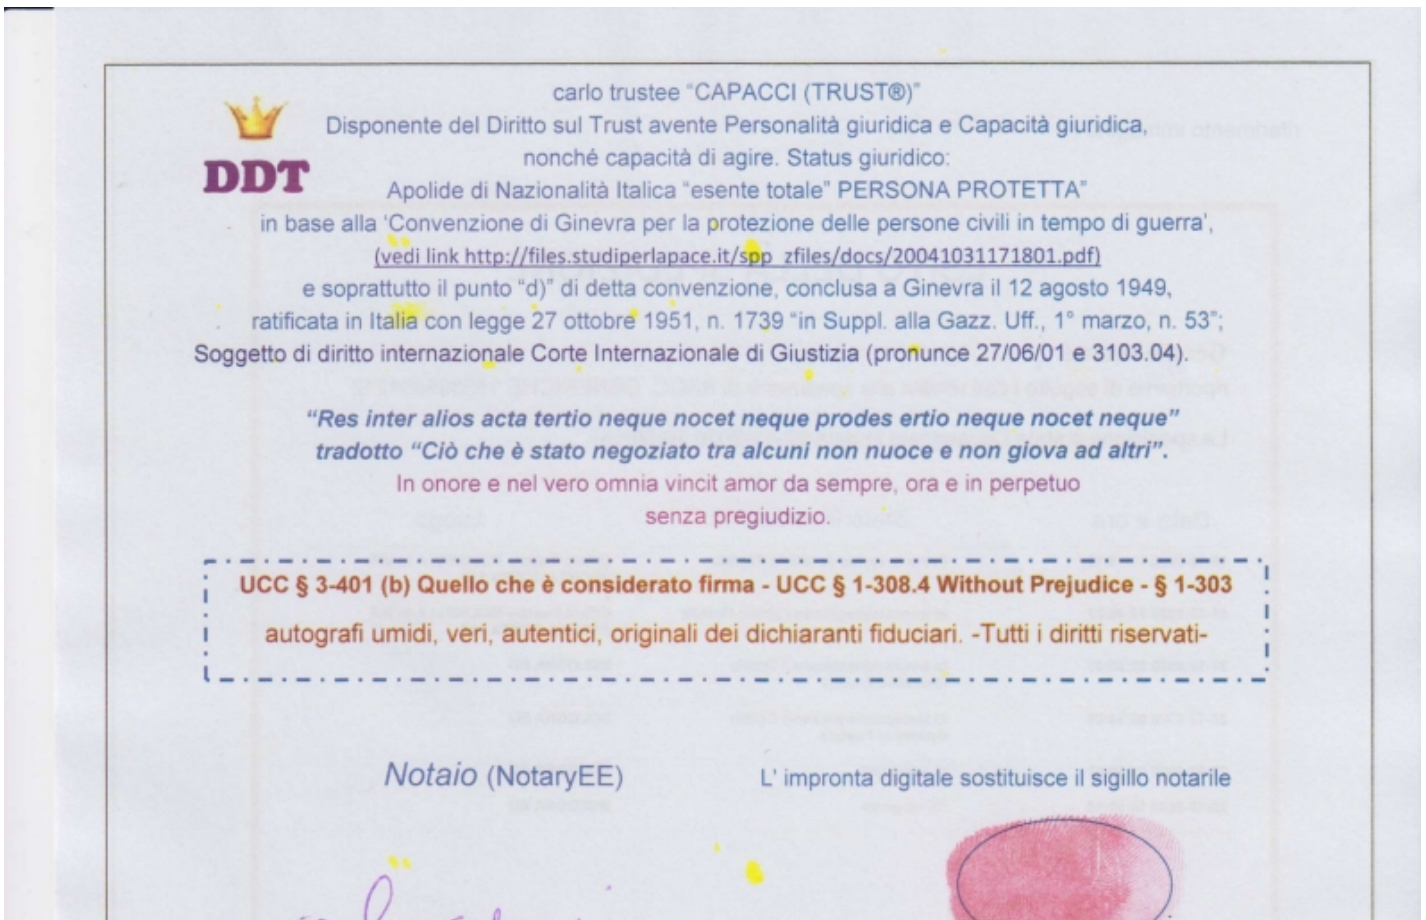 carlo trustee “CAPACCI (TRUST®)”
DDT
Disponente del Diritto sul Trust avente Personalità giuridica e Capacità giuridica,
nonché capacità di agire. Status giuridico:
Apolide di Nazionalità Italica “esente totale” PERSONA PROTETTA”
in base alla ‘Convenzione di Ginevra per la protezione delle persone civili in tempo di guerra’,
(vedi link http://files.studiperlapace.it/spp_zfiles/docs/20041031171801.pdf)
e soprattutto il punto “d)” di detta convenzione, conclusa a Ginevra il 12 agosto 1949,
ratificata in Italia con legge 27 ottobre 1951, n. 1739 “in Suppl. alla Gazz. Uff., 1° marzo, n. 53”;
Soggetto di diritto internazionale Corte Internazionale di Giustizia (pronunce 27/06/01 e 3103.04).
“Res inter alios acta tertio neque nocet neque prodes ertio neque nocet neque”
tradotto “Ciò che è stato negoziato tra alcuni non nuoce e non giova ad altri”.
In onore e nel vero omnia vincit amor da sempre, ora e in perpetuo
senza pregiudizio.
UCC § 3-401 (b) Quello che è considerato firma - UCC § 1-308.4 Without Prejudice - § 1-303
autografi umidi, veri, autentici, originali dei dichiaranti fiduciari. -Tutti i diritti riservati-
Notaio (NotaryEE)
L' impronta digitale sostituisce il sigillo notarile